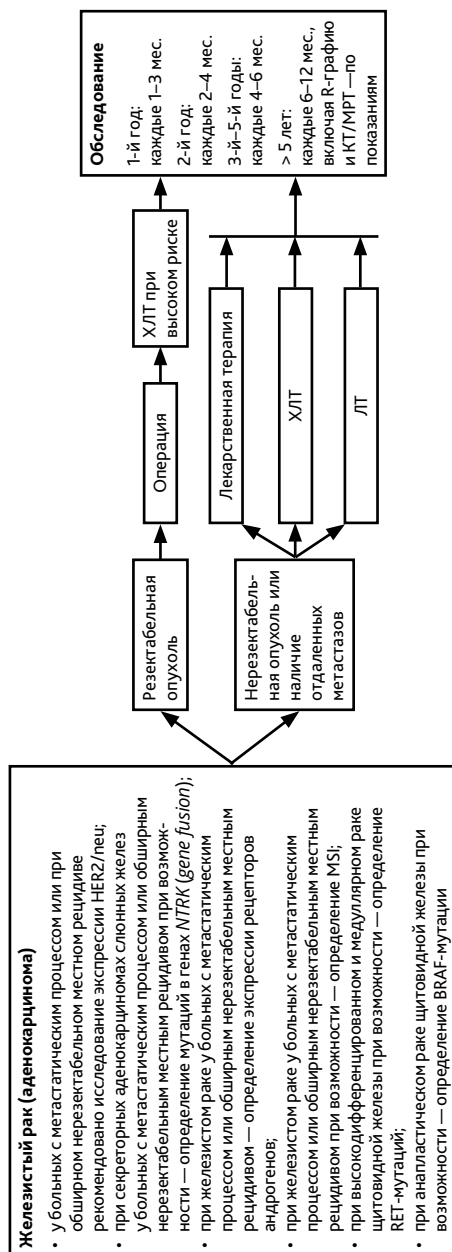 Железистый рак (аденокарцинома)
• у больных с метастатическим процессом или при
обширном нерезектабельном местном рецидиве
рекомендовано исследование экспрессии HER2/neu;
• при секреторных аденокарциномах слюнных желез
у больных с метастатическим процессом или обширным
нерезектабельным местным рецидивом при возмож-
ности — определение мутаций в генах NTRK (gene fusion);
• при железистом раке у больных с метастатическим
процессом или обширным нерезектабельным местным
рецидивом — определение экспрессии рецепторов
андрогенов;
• при железистом раке у больных с метастатическим
процессом или обширным нерезектабельным местным
рецидивом при возможности — определение MSI;
• при высокодифференцированном и медуллярном раке
щитовидной железы при возможности — определение
RET-мутаций;
• при анапластическом раке щитовидной железы при
возможности — определение BRAF-мутации
Резектабельная
опухоль
Операция
ХЛТ при
высоком риске
Нерезектабель-
ная опухоль или
наличие
отдаленных
метастазов
Лекарственная терапия
ХЛТ
ЛТ
Обследование
1-й год:
каждые 1–3 мес.
2-й год:
каждые 2–4 мес.
3-й–5-й годы:
каждые 4–6 мес.
> 5 лет:
каждые 6–12 мес.,
включая R-графию
и КТ/МРТ —по
показаниям